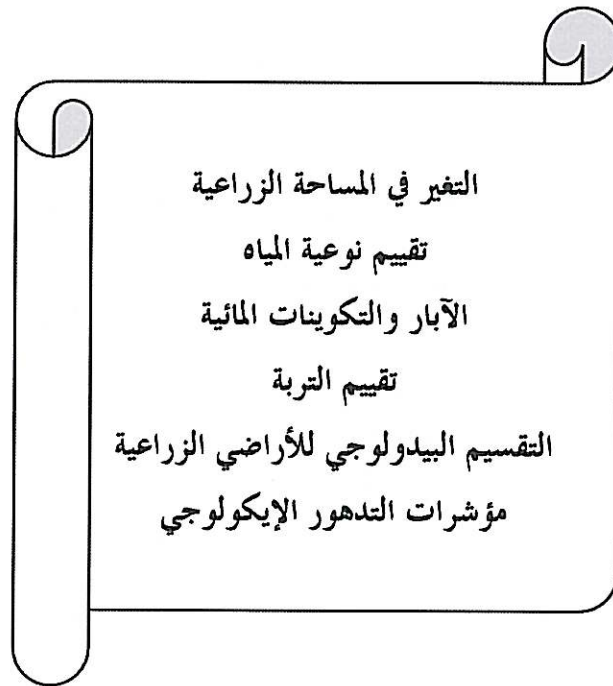 التغير في المساحة الزراعية
تقييم نوعية المياه
الآبار والتكوينات المائية
تقييم التربة
التقسيم البيدولوجي للأراضي الزراعية
مؤشرات التدهور الإيكولوجي